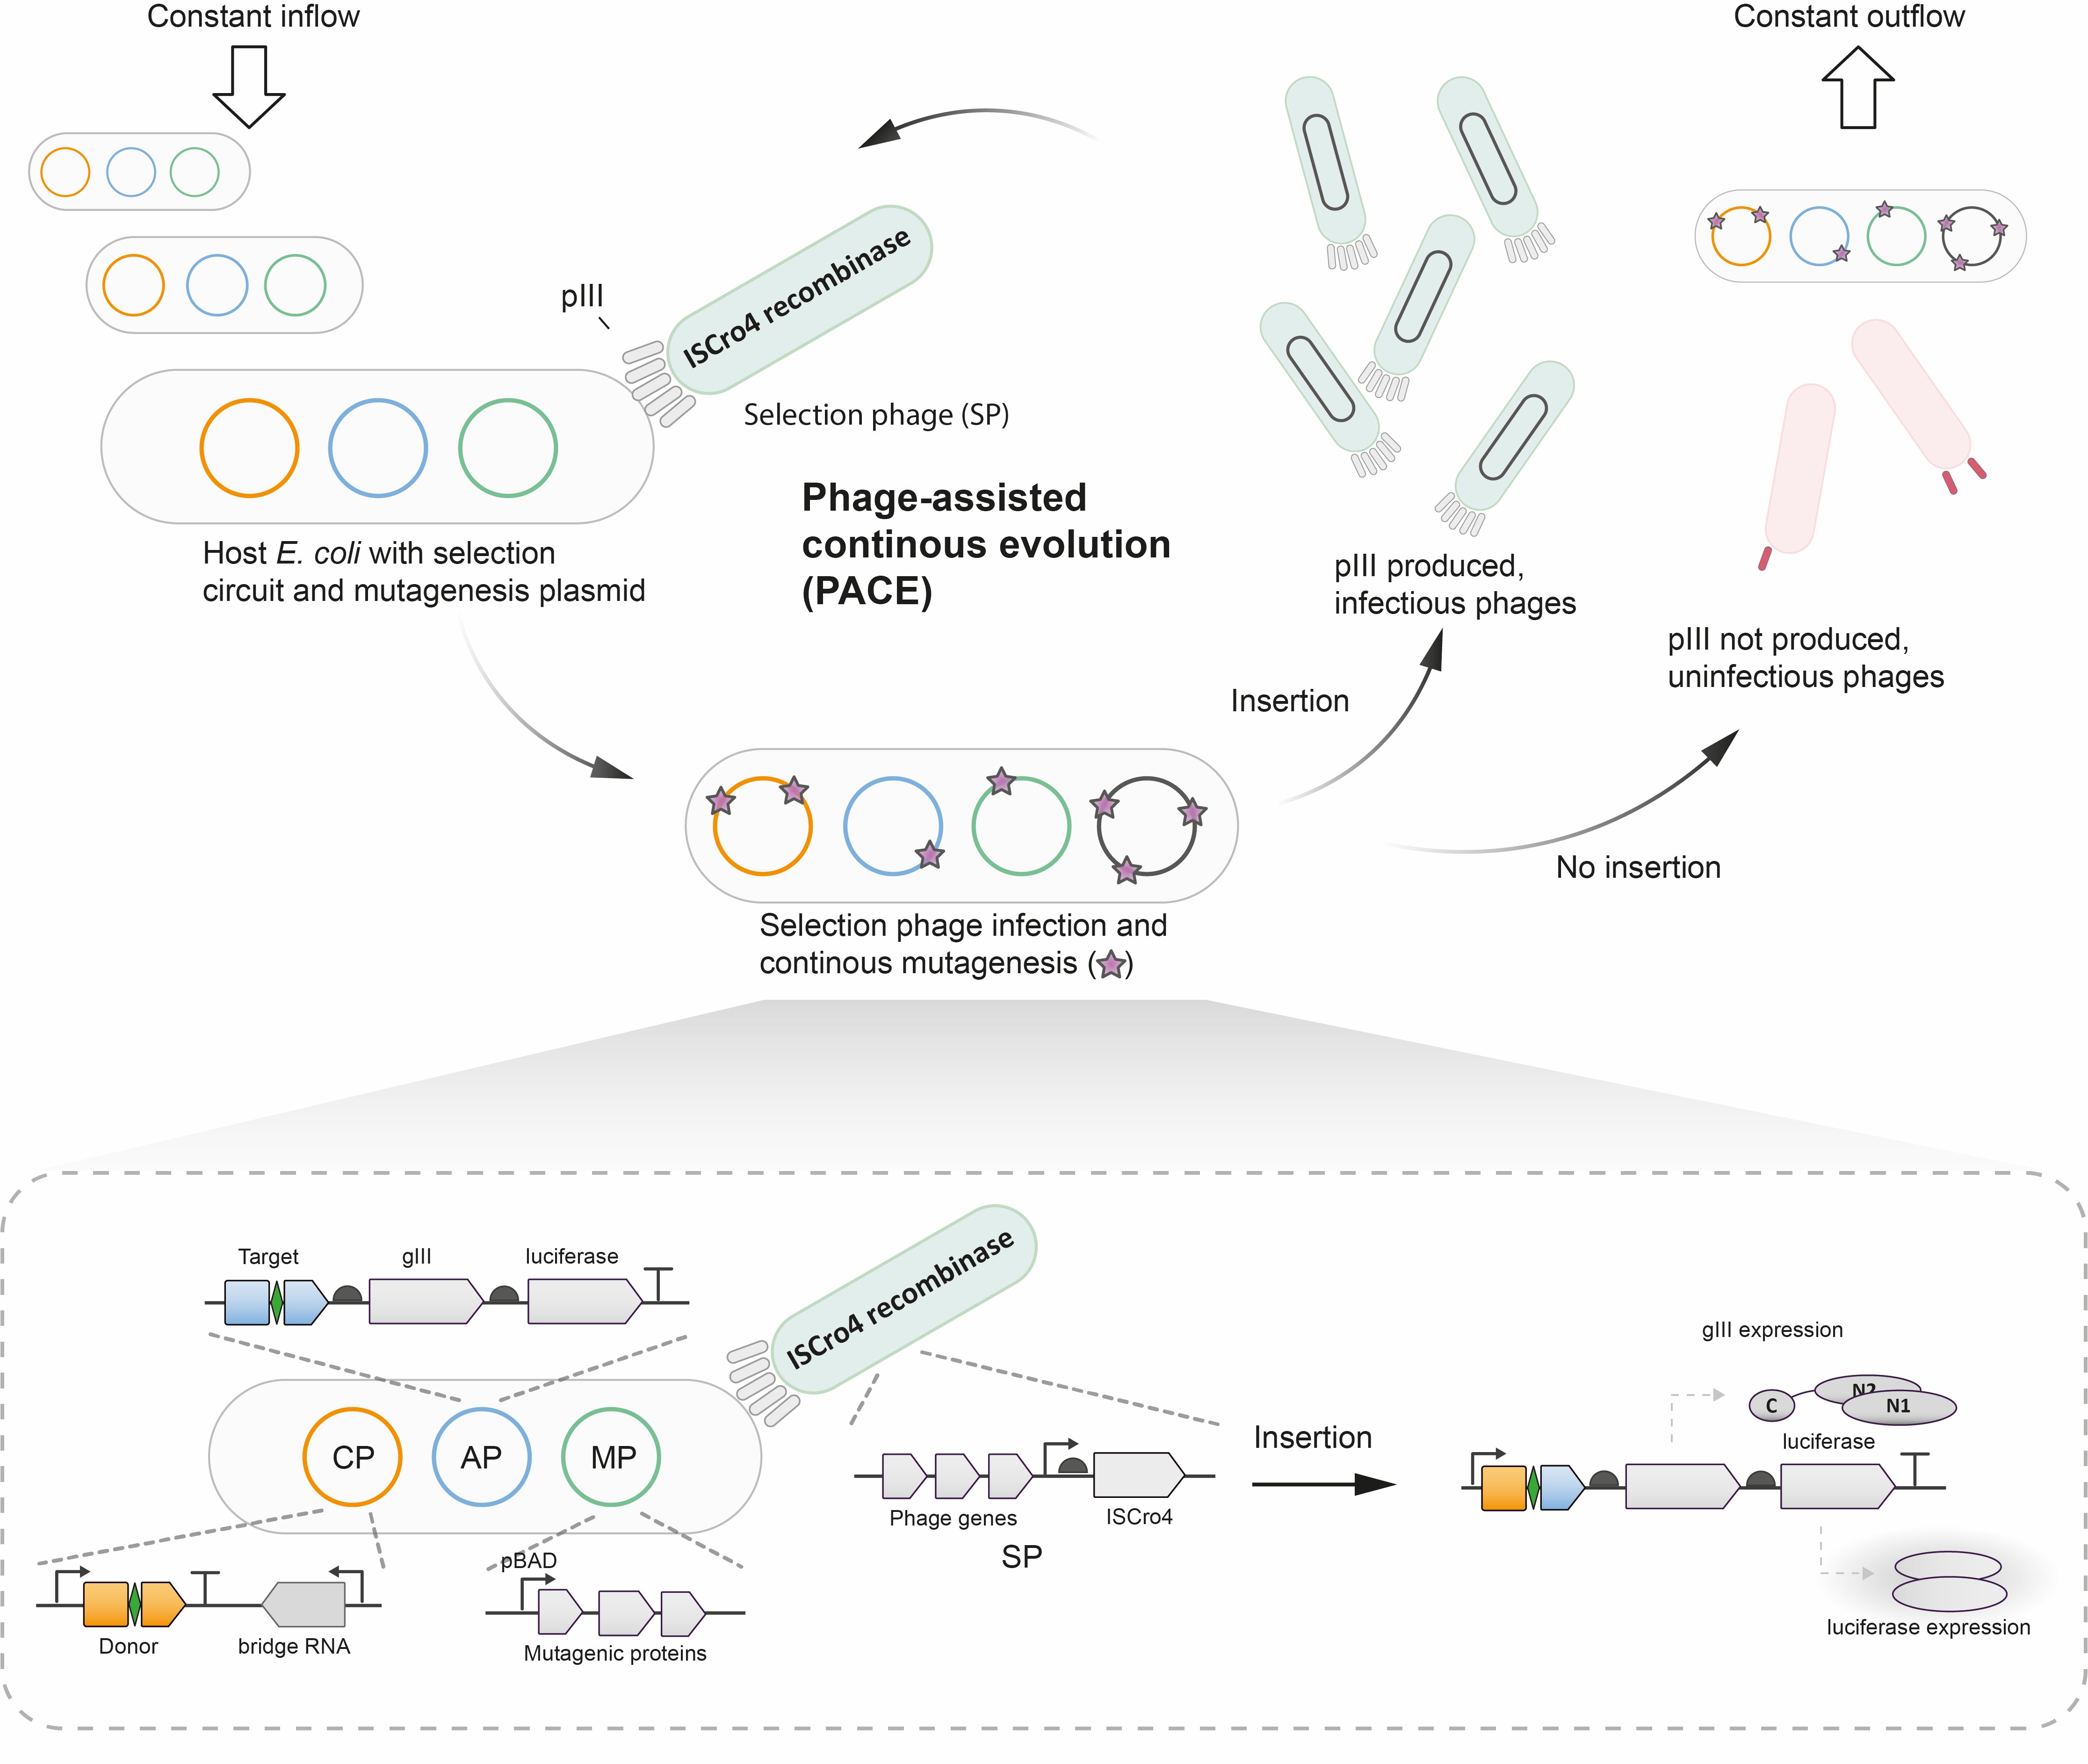 Constant inflow
Constant outflow
pIII
ISCro4 recombinase
Selection phage (SP)
Phage-assisted
continous evolution
(PACE)
Host E. coli with selection
circuit and mutagenesis plasmid
pIII produced,
infectious phages
pIII not produced,
uninfectious phages
Insertion
No insertion
Selection phage infection and
continous mutagenesis ( )
Target
gIII
luciferase
ISCro4 recombinase
CP
AP
MP
pBAD
Donor
bridge RNA
Mutagenic proteins
Phage genes
ISCro4
SP
Insertion
gIII expression
C
N2
N1
luciferase
luciferase expression